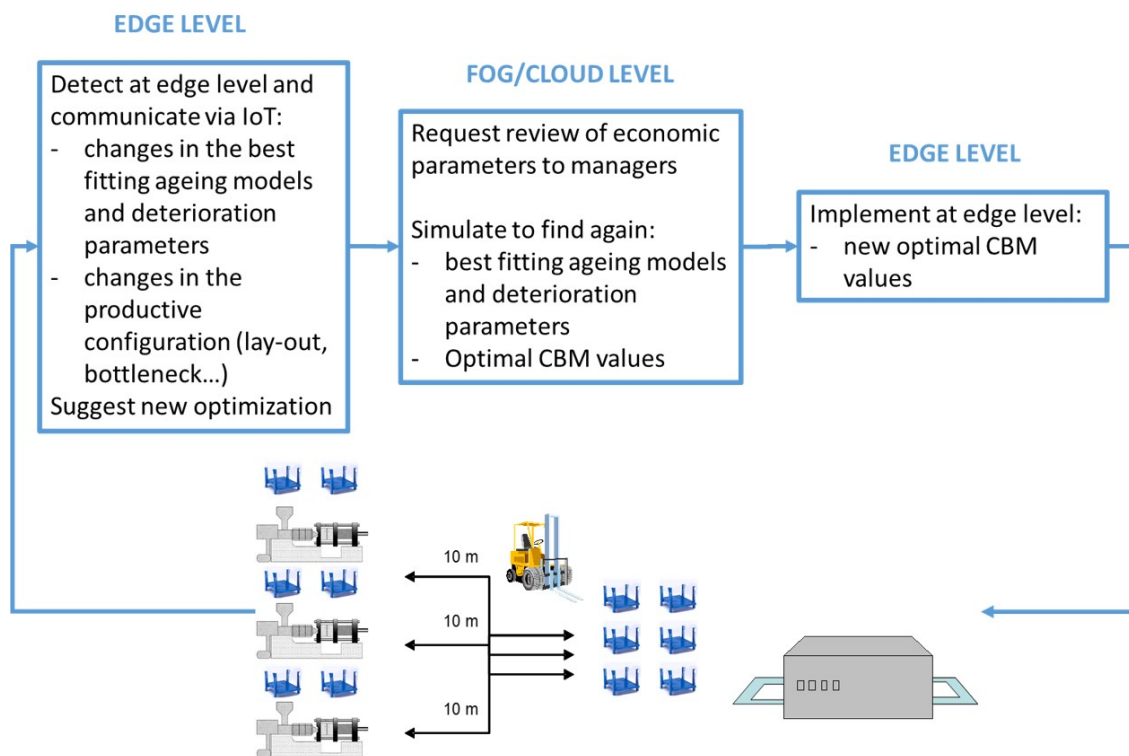 EDGE LEVEL
Detect at edge level and
communicate via IoT:
- changes in the best
fitting ageing models
and deterioration
parameters
- changes in the
productive
configuration (lay-out,
bottleneck...)
Suggest new optimization
FOG/CLOUD LEVEL
Request review of economic
parameters to managers
Simulate to find again:
- best fitting ageing models
and deterioration
parameters
- Optimal CBM values
EDGE LEVEL
Implement at edge level:
- new optimal CBM
values
10 m
10 m
10 m